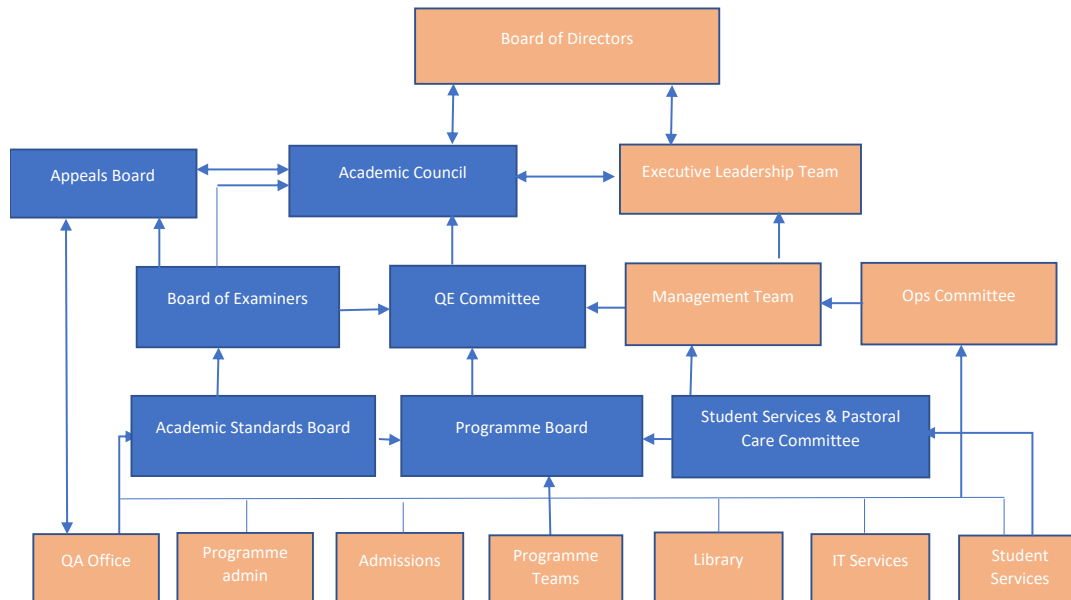 Board of Directors
Appeals Board
Academic Council
Executive Leadership Team
Board of Examiners
QE Committee
Management Team
Ops Committee
Academic Standards Board
Programme Board
Student Services & Pastoral
Care Committee
QA Office
Programme
admin
Admissions
Programme
Teams
Library
IT Services
Student
Services